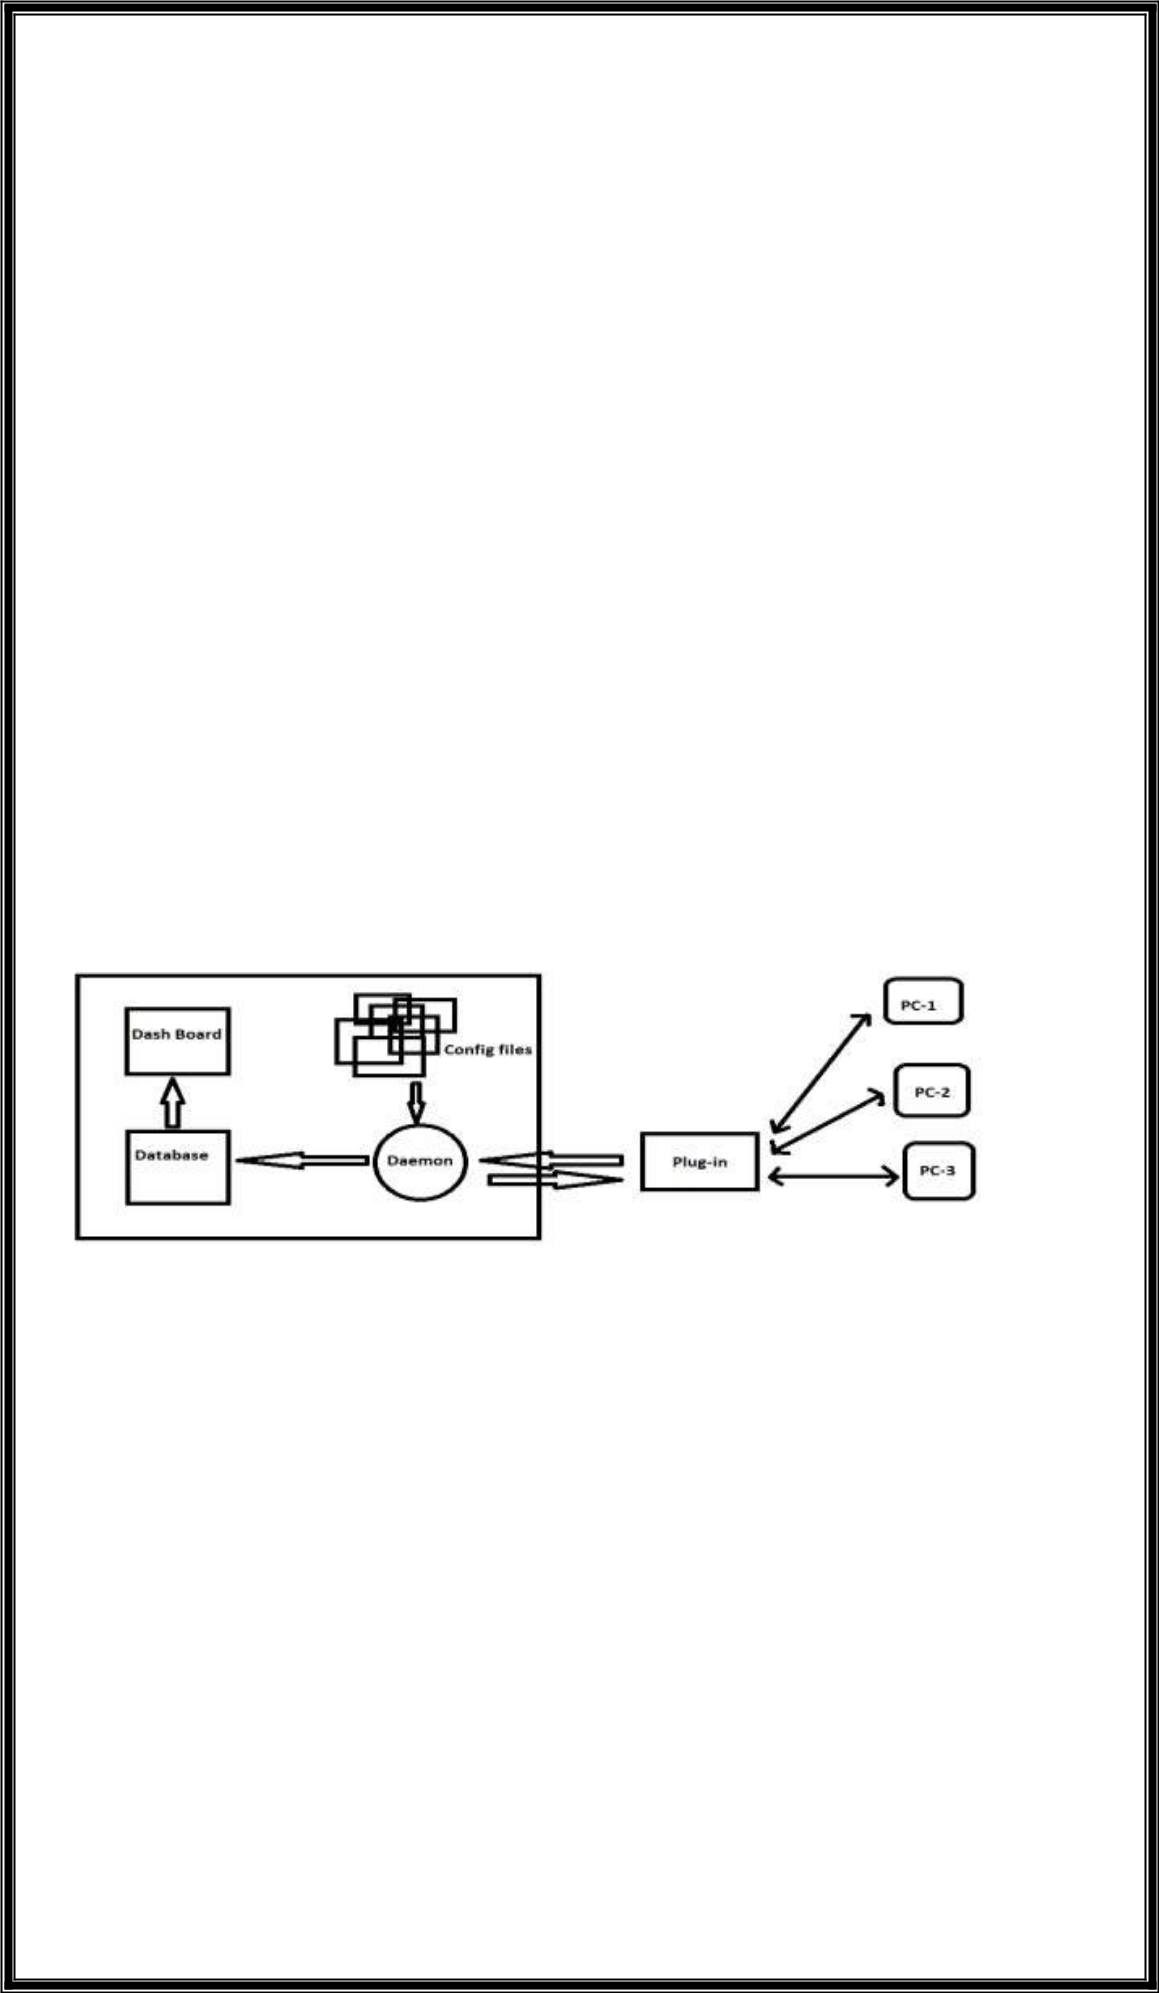 Dash Board
Config files
Database
Daemon
Plug-in
PC-1
PC-2
PC-3